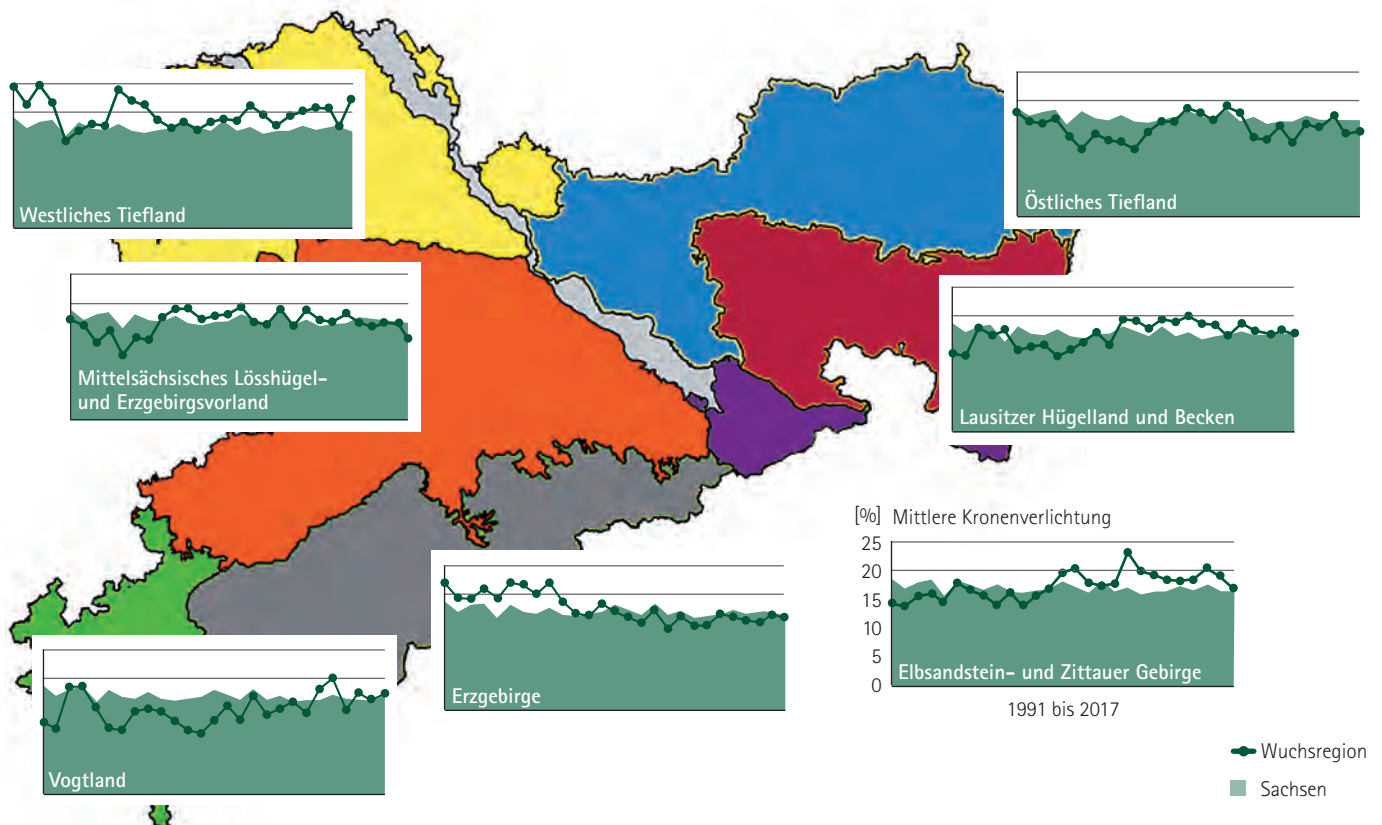 Westliches Tiefland
Östliches Tiefland
Mittelsächsisches Lösshügel-
und Erzgebirgsvorland
Lausitzer Hügelland und Becken
[%] Mittlere Kronenverlichtung
25
20
15
10
5
0
Elbsandstein- und Zittauer Gebirge
1991 bis 2017
Erzgebirge
Vogtland
Wuchsregion
Sachsen